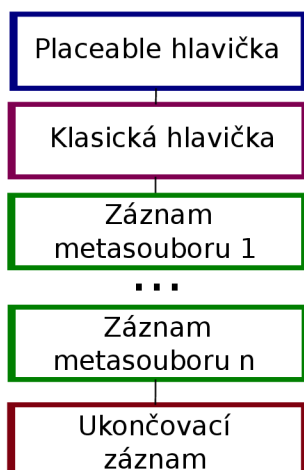 Placeable hlavička
Klasická hlavička
Záznam
metasouboru 1
...
Záznam
metasouboru n
Ukončovací
záznam